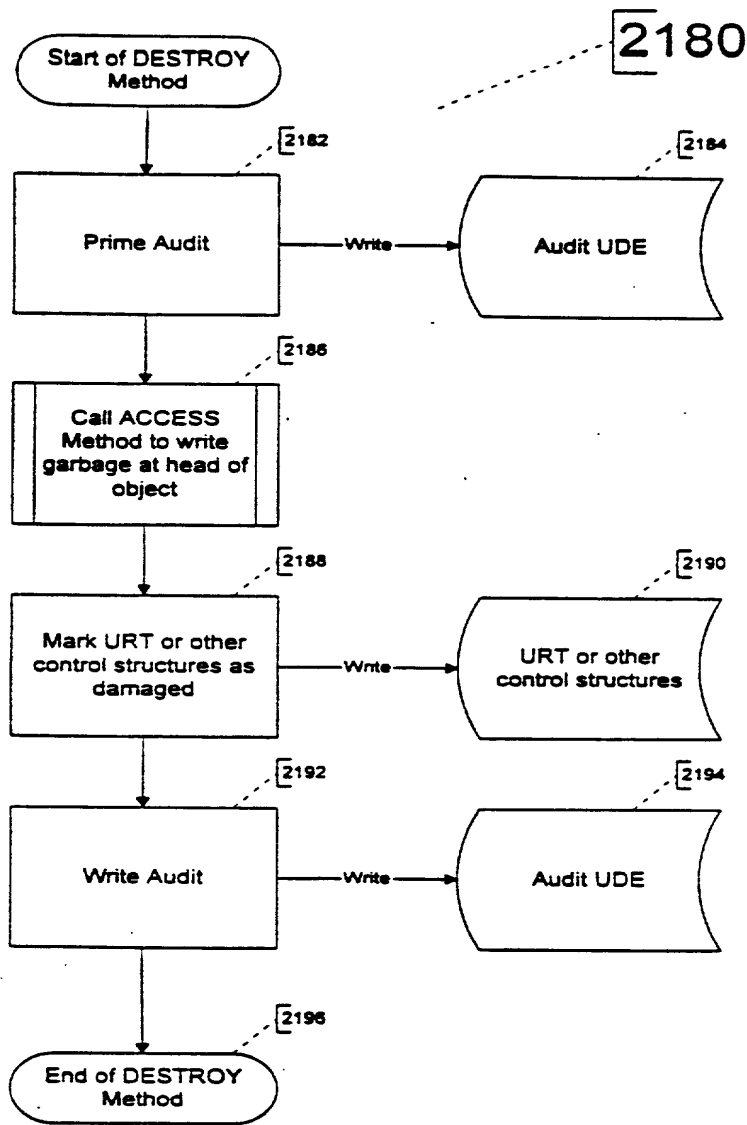 2180
Start of DESTROY
Method
2182
2184
Prime Audit
Write
Audit UDE
2186
Call ACCESS
Method to write
garbage at head of
object
2188
2190
Mark URT or other
control structures as
damaged
Write
URT or other
control structures
2192
2194
Write Audit
Write
Audit UDE
2196
End of DESTROY
Method